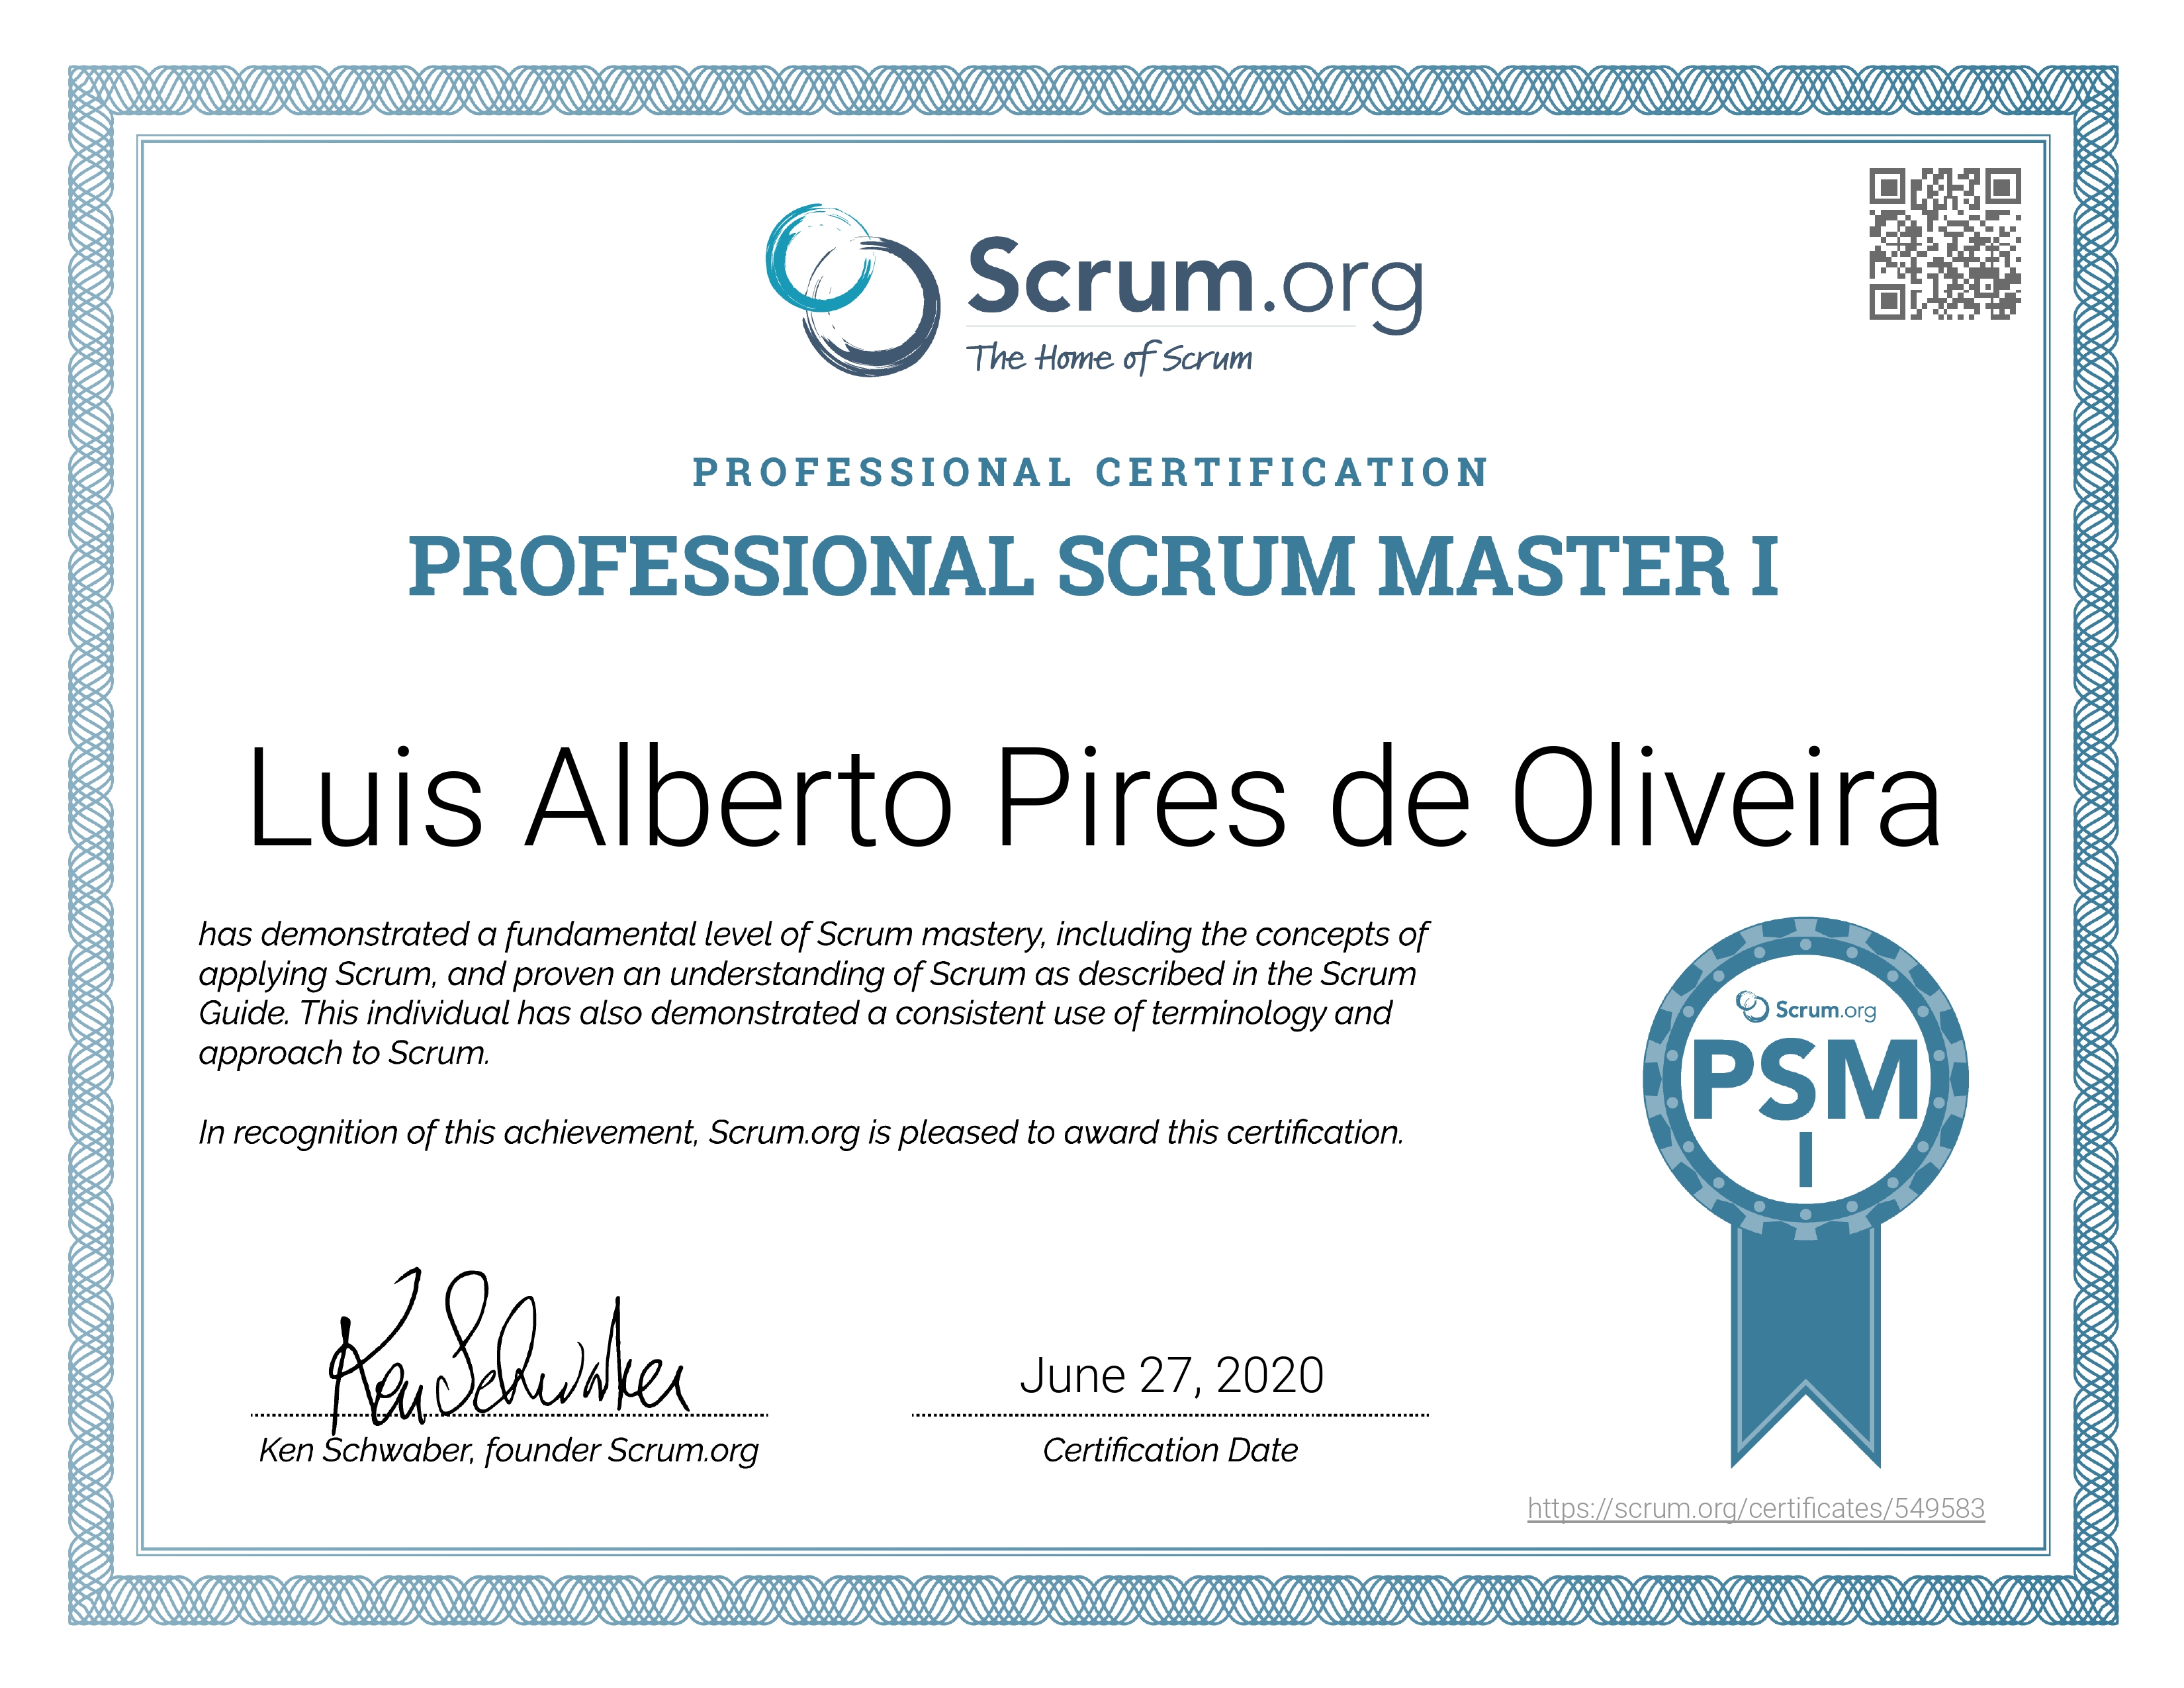 Scrum.org
The Home of Scrum
PROFESSIONAL CERTIFICATION
PROFESSIONAL SCRUM MASTER I
Luis Alberto Pires de Oliveira
has demonstrated a fundamental level of Scrum mastery, including the concepts of
applying Scrum, and proven an understanding of Scrum as described in the Scrum
Guide. This individual has also demonstrated a consistent use of terminology and
approach to Scrum.
In recognition of this achievement, Scrum.org is pleased to award this certification.
Scrum.org
PSM
I
Ken Schwaber
Ken Schwaber, founder Scrum.org
June 27, 2020
Certification Date
https://scrum.org/certificates/549583